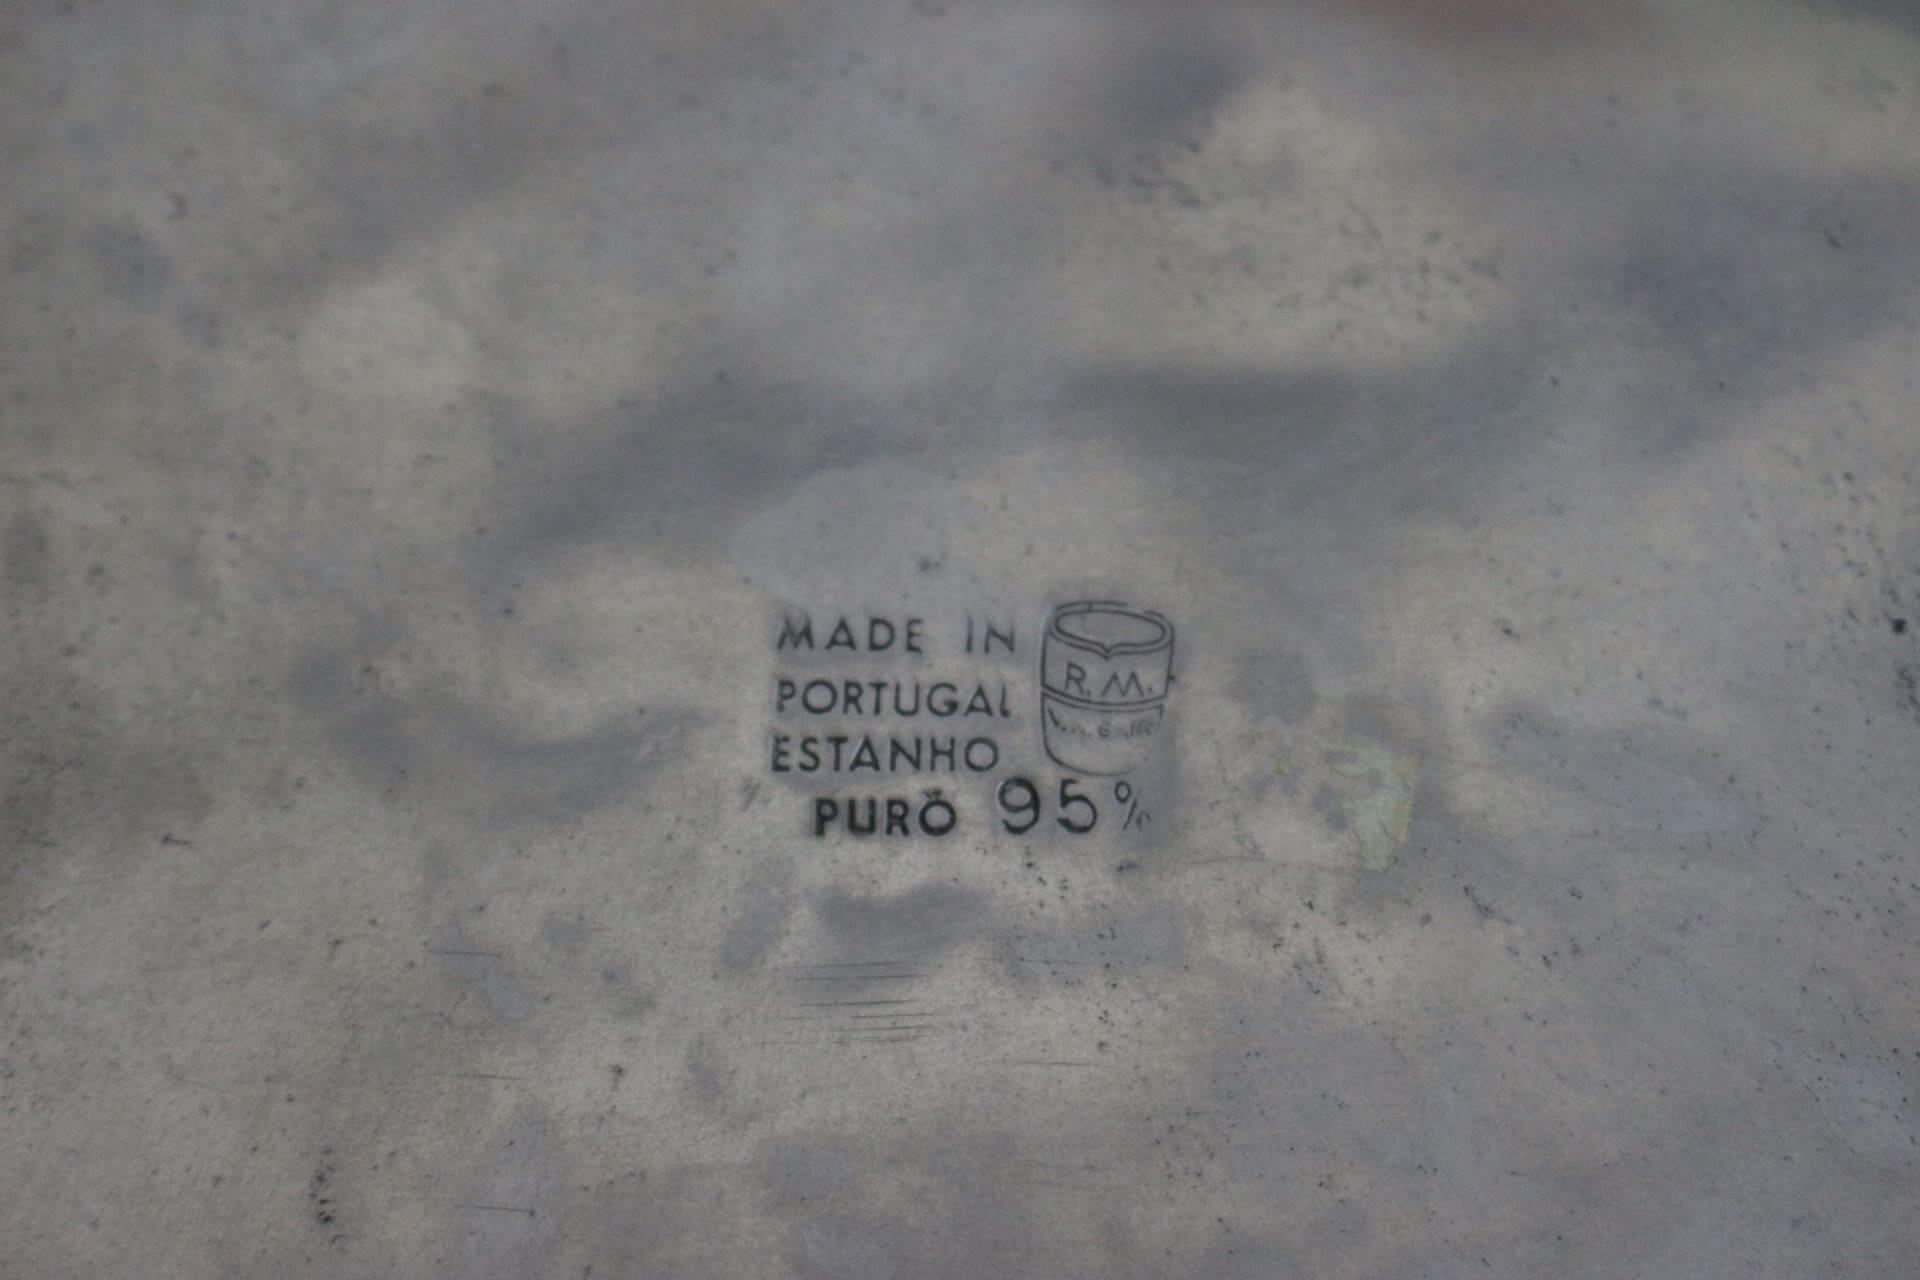 MADE IN
PORTUGAL
ESTANHO
PURO 95%
R.M.